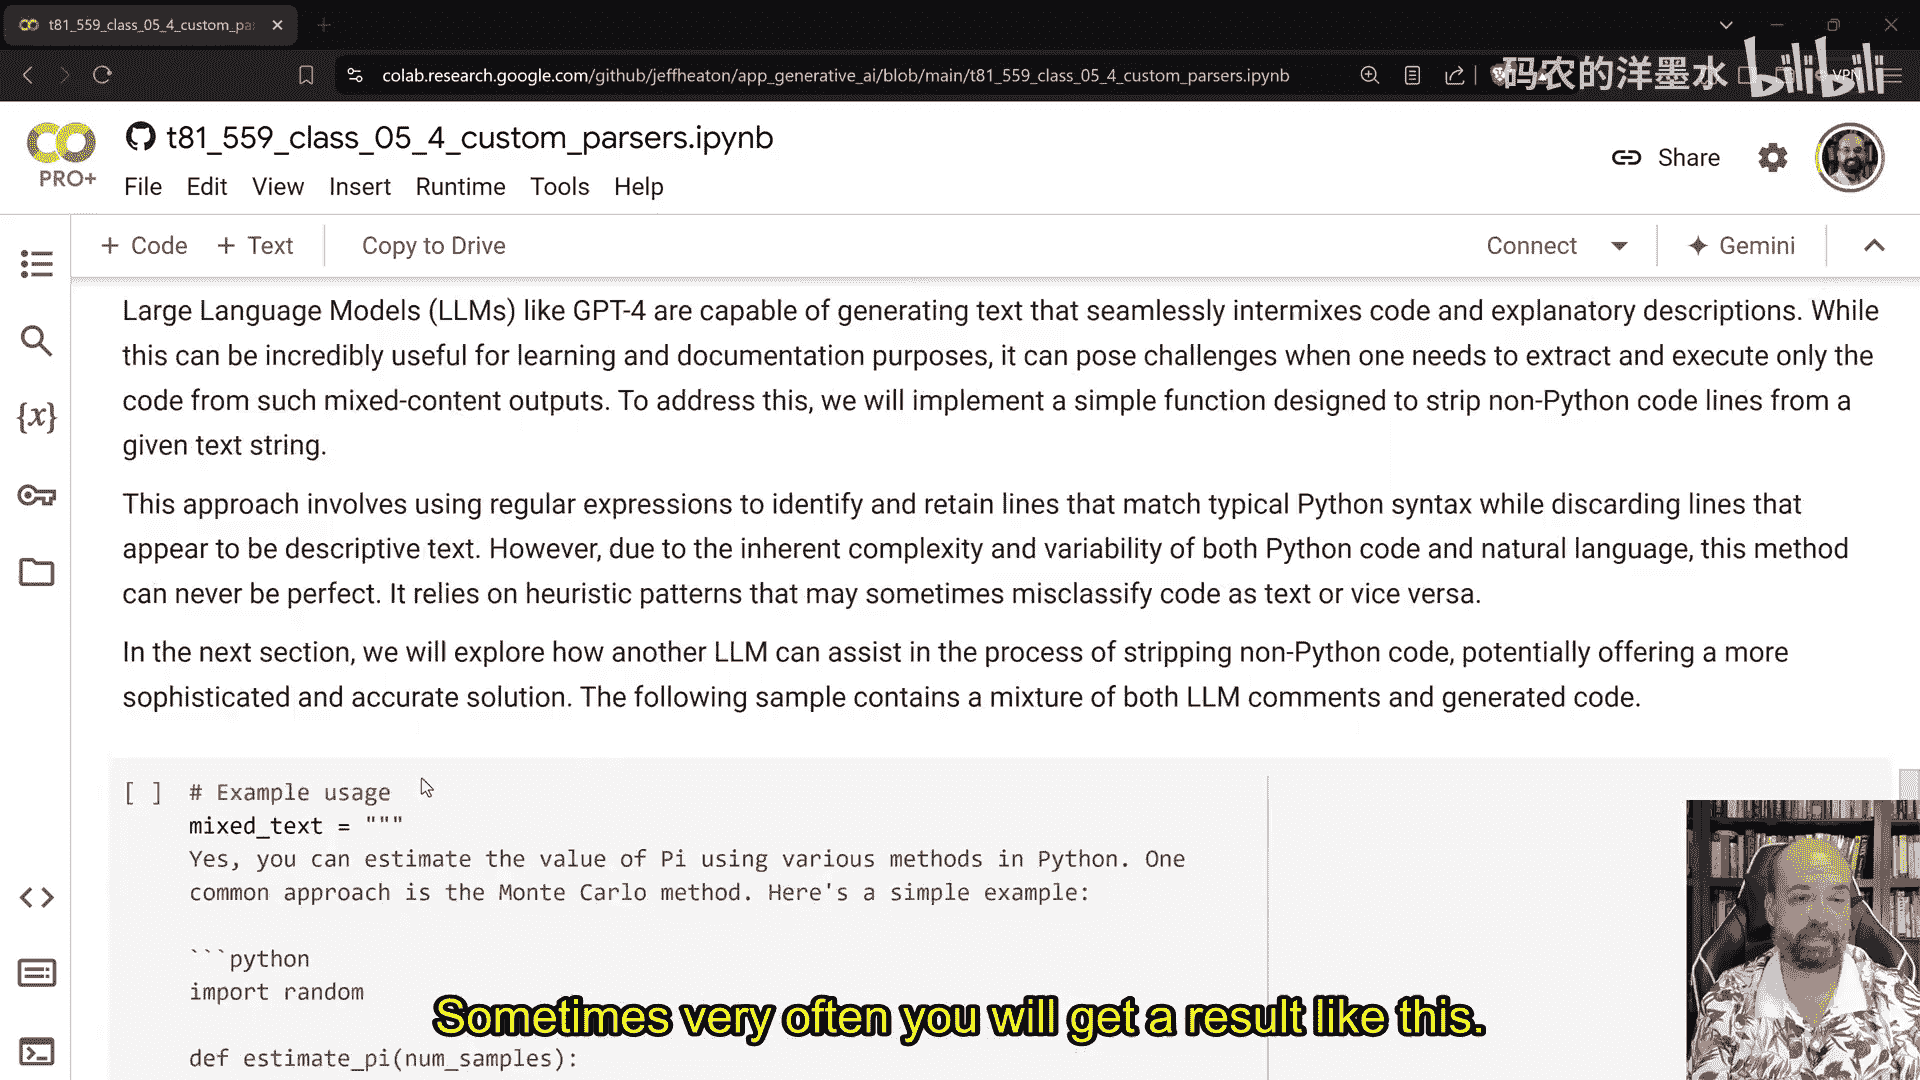 t81_559_class_05_4_custom_pa
colab.research.google.com/github/jeffheaton/app_generative_ai/blob/main/t81_559_class_05_4_custom_parsers.ipynb
码农的洋墨水 bilibili
VPN
t81_559_class_05_4_custom_parsers.ipynb
PRO+
File Edit View Insert Runtime Tools Help
Share
+ Code + Text Copy to Drive
Connect Gemini
Large Language Models (LLMs) like GPT-4 are capable of generating text that seamlessly intermixes code and explanatory descriptions. While
this can be incredibly useful for learning and documentation purposes, it can pose challenges when one needs to extract and execute only the
code from such mixed-content outputs. To address this, we will implement a simple function designed to strip non-Python code lines from a
given text string.
This approach involves using regular expressions to identify and retain lines that match typical Python syntax while discarding lines that
appear to be descriptive text. However, due to the inherent complexity and variability of both Python code and natural language, this method
can never be perfect. It relies on heuristic patterns that may sometimes misclassify code as text or vice versa.
In the next section, we will explore how another LLM can assist in the process of stripping non-Python code, potentially offering a more
sophisticated and accurate solution. The following sample contains a mixture of both LLM comments and generated code.
[ ] # Example usage
mixed_text = """
Yes, you can estimate the value of Pi using various methods in Python. One
common approach is the Monte Carlo method. Here's a simple example:
```python
import random
def estimate_pi(num_samples):
Sometimes very often you will get a result like this.